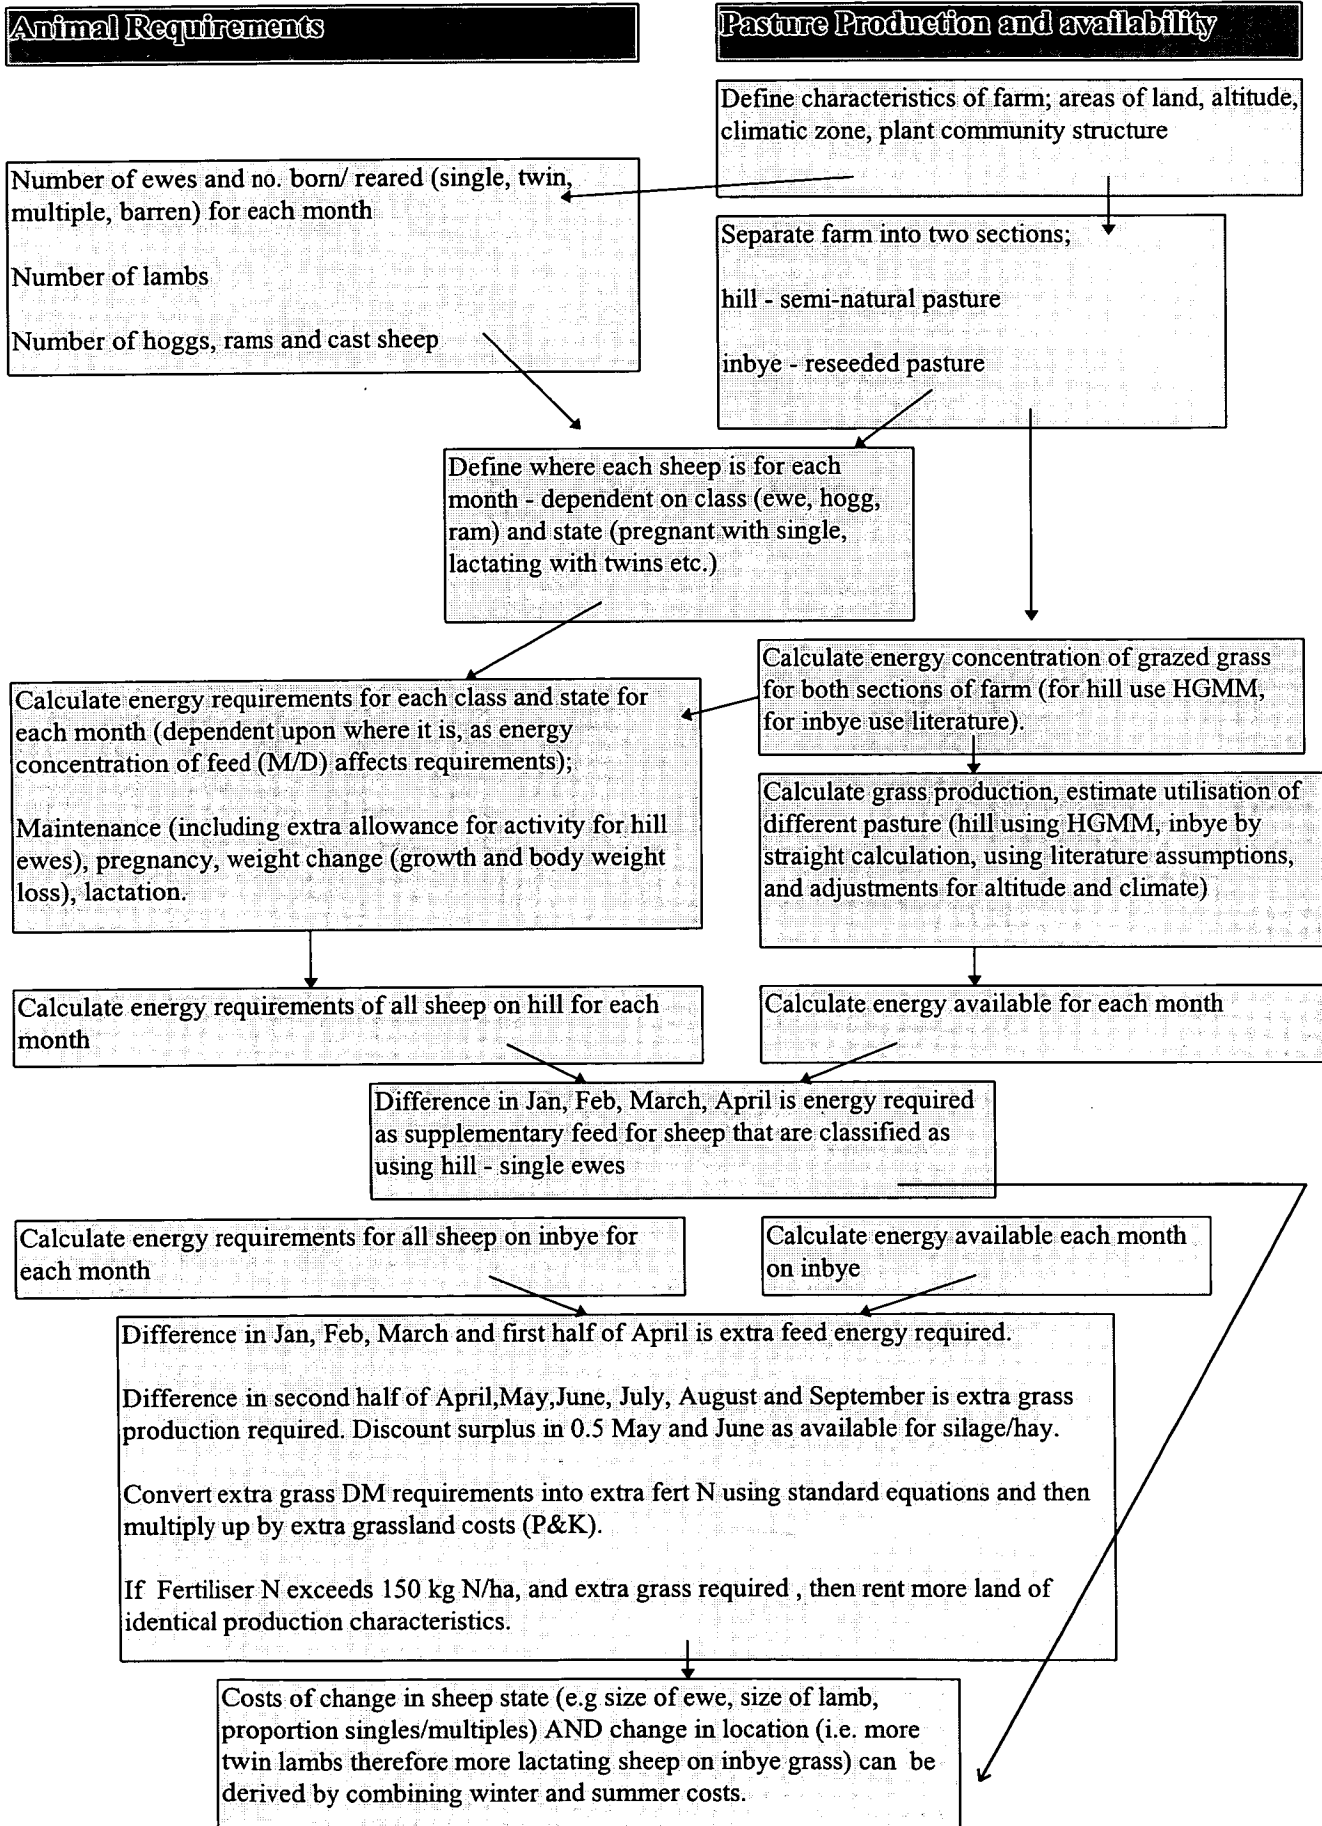 Animal Requirements
Pasture Production and availability
Define characteristics of farm; areas of land, altitude,
climatic zone, plant community structure
Number of ewes and no. born/ reared (single, twin,
multiple, barren) for each month
Number of lambs
Number of hoggs, rams and cast sheep
Separate farm into two sections;
hill - semi-natural pasture
inbye - reseeded pasture
Define where each sheep is for each
month - dependent on class (ewe, hogg,
ram) and state (pregnant with single,
lactating with twins etc.)
Calculate energy concentration of grazed grass
for both sections of farm (for hill use HGMM,
for inbye use literature).
Calculate energy requirements for each class and state for
each month (dependent upon where it is, as energy
concentration of feed (M/D) affects requirements);
Maintenance (including extra allowance for activity for hill
ewes), pregnancy, weight change (growth and body weight
loss), lactation.
Calculate grass production, estimate utilisation of
different pasture (hill using HGMM, inbye by
straight calculation, using literature assumptions,
and adjustments for altitude and climate)
Calculate energy requirements of all sheep on hill for each
month
Calculate energy available for each month
Difference in Jan, Feb, March, April is energy required
as supplementary feed for sheep that are classified as
using hill - single ewes
Calculate energy requirements for all sheep on inbye for
each month
Calculate energy available each month
on inbye
Difference in Jan, Feb, March and first half of April is extra feed energy required.
Difference in second half of April,May,June, July, August and September is extra grass
production required. Discount surplus in 0.5 May and June as available for silage/hay.
Convert extra grass DM requirements into extra fert N using standard equations and then
multiply up by extra grassland costs (P&K).
If Fertiliser N exceeds 150 kg N/ha, and extra grass required , then rent more land of
identical production characteristics.
Costs of change in sheep state (e.g size of ewe, size of lamb,
proportion singles/multiples) AND change in location (i.e. more
twin lambs therefore more lactating sheep on inbye grass) can be
derived by combining winter and summer costs.